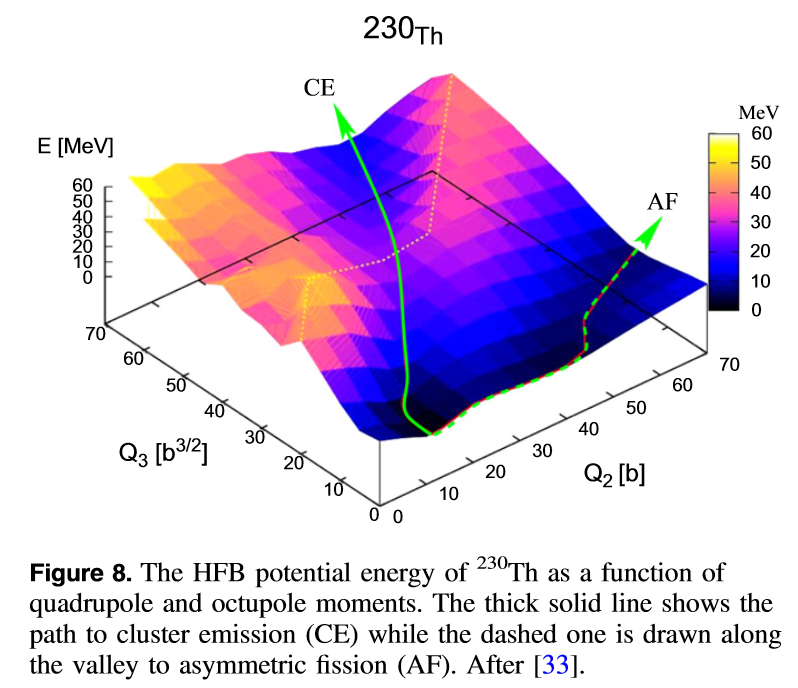 230Th
CE
MeV
E [MeV]
60
50
40
30
20
10
0
60
50
40
30
20
10
0
AF
70
60
50
40
30
20
10
0
Q3 [b3/2]
0
10
20
30
40
50
60
70
Q2 [b]
Figure 8. The HFB potential energy of 230Th as a function of
quadrupole and octupole moments. The thick solid line shows the
path to cluster emission (CE) while the dashed one is drawn along
the valley to asymmetric fission (AF). After [33].